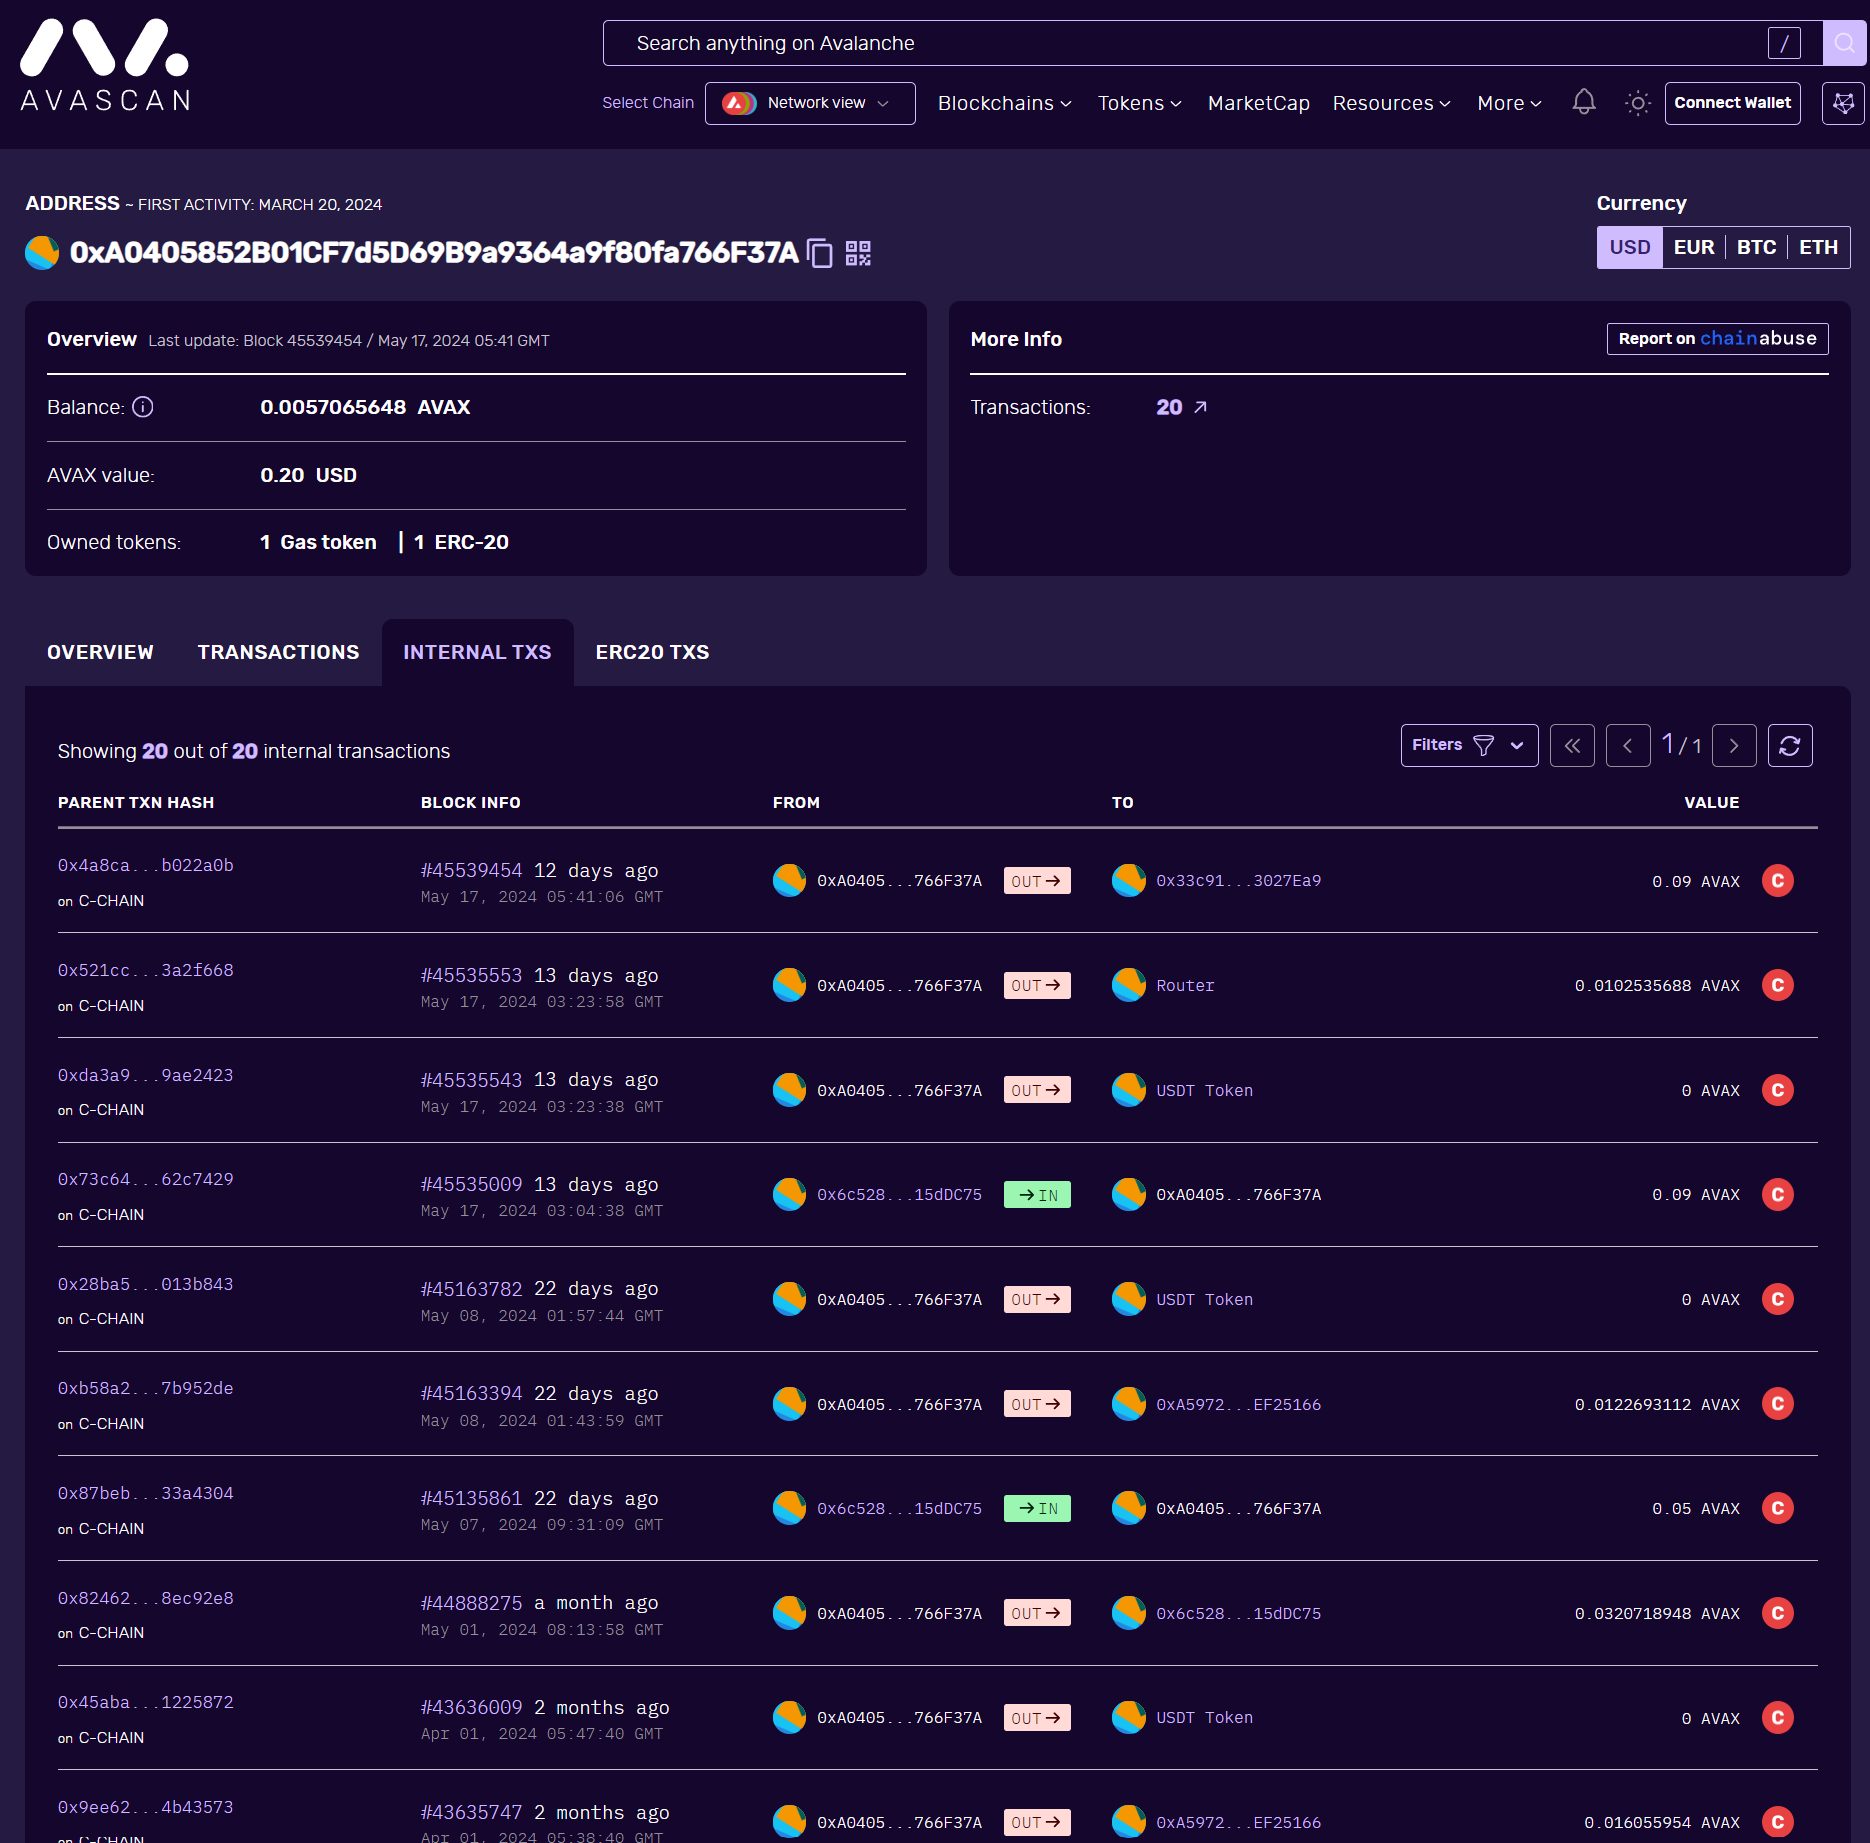 AVASCAN
Search anything on Avalanche /
Select Chain Network view Blockchains Tokens MarketCap Resources More Connect Wallet
ADDRESS ~ FIRST ACTIVITY: MARCH 20, 2024
Currency
0xA0405852B01CF7d5D69B9a9364a9f80fa766F37A
USD EUR BTC ETH
Overview Last update: Block 45539454 / May 17, 2024 05:41 GMT
Balance: 0.0057065648 AVAX
AVAX value: 0.20 USD
Owned tokens: 1 Gas token | 1 ERC-20
More Info Report on chainabuse
Transactions: 20
OVERVIEW TRANSACTIONS INTERNAL TXS ERC20 TXS
Showing 20 out of 20 internal transactions Filters 1 / 1
PARENT TXN HASH BLOCK INFO FROM TO VALUE
0x4a8ca...b022a0b #45539454 12 days ago 0xA0405...766F37A OUT 0x33c91...3027Ea9 0.09 AVAX C
on C-CHAIN May 17, 2024 05:41:06 GMT
0x521cc...3a2f668 #45535553 13 days ago 0xA0405...766F37A OUT Router 0.0102535688 AVAX C
on C-CHAIN May 17, 2024 03:23:58 GMT
0xda3a9...9ae2423 #45535543 13 days ago 0xA0405...766F37A OUT USDT Token 0 AVAX C
on C-CHAIN May 17, 2024 03:23:38 GMT
0x73c64...62c7429 #45535009 13 days ago 0x6c528...15dDC75 IN 0xA0405...766F37A 0.09 AVAX C
on C-CHAIN May 17, 2024 03:04:38 GMT
0x28ba5...013b843 #45163782 22 days ago 0xA0405...766F37A OUT USDT Token 0 AVAX C
on C-CHAIN May 08, 2024 01:57:44 GMT
0xb58a2...7b952de #45163394 22 days ago 0xA0405...766F37A OUT 0xA5972...EF25166 0.0122693112 AVAX C
on C-CHAIN May 08, 2024 01:43:59 GMT
0x87beb...33a4304 #45135861 22 days ago 0x6c528...15dDC75 IN 0xA0405...766F37A 0.05 AVAX C
on C-CHAIN May 07, 2024 09:31:09 GMT
0x82462...8ec92e8 #44888275 a month ago 0xA0405...766F37A OUT 0x6c528...15dDC75 0.0320718948 AVAX C
on C-CHAIN May 01, 2024 08:13:58 GMT
0x45aba...1225872 #43636009 2 months ago 0xA0405...766F37A OUT USDT Token 0 AVAX C
on C-CHAIN Apr 01, 2024 05:47:40 GMT
0x9ee62...4b43573 #43635747 2 months ago 0xA0405...766F37A OUT 0xA5972...EF25166 0.016055954 AVAX C
on C-CHAIN Apr 01, 2024 05:38:40 GMT